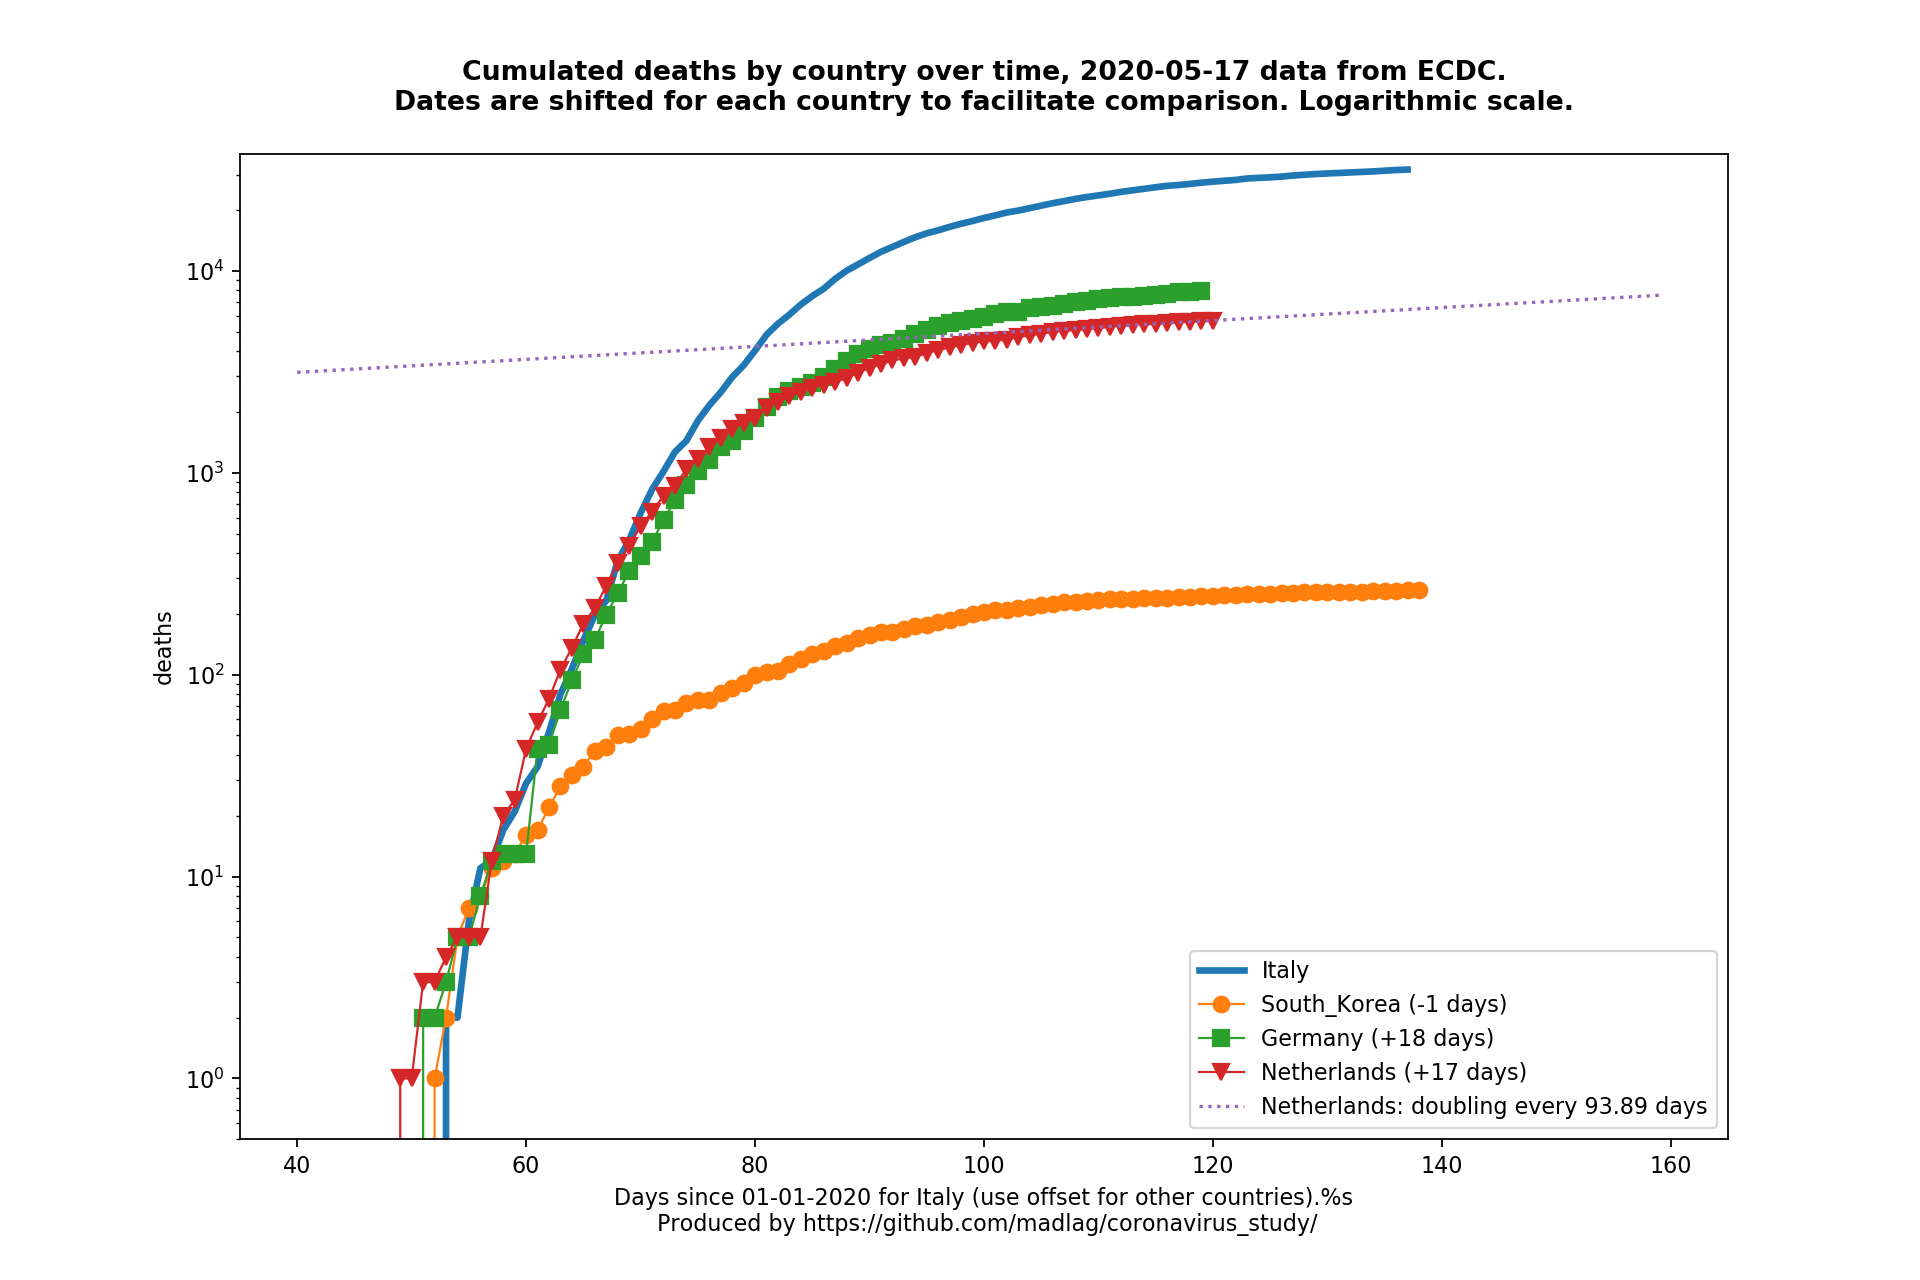 Cumulated deaths by country over time, 2020-05-17 data from ECDC.
Dates are shifted for each country to facilitate comparison. Logarithmic scale.
10⁴
10³
10²
10¹
10⁰
deaths
40 60 80 100 120 140 160
Days since 01-01-2020 for Italy (use offset for other countries).%s
Produced by https://github.com/madlag/coronavirus_study/
Italy
South_Korea (-1 days)
Germany (+18 days)
Netherlands (+17 days)
Netherlands: doubling every 93.89 days